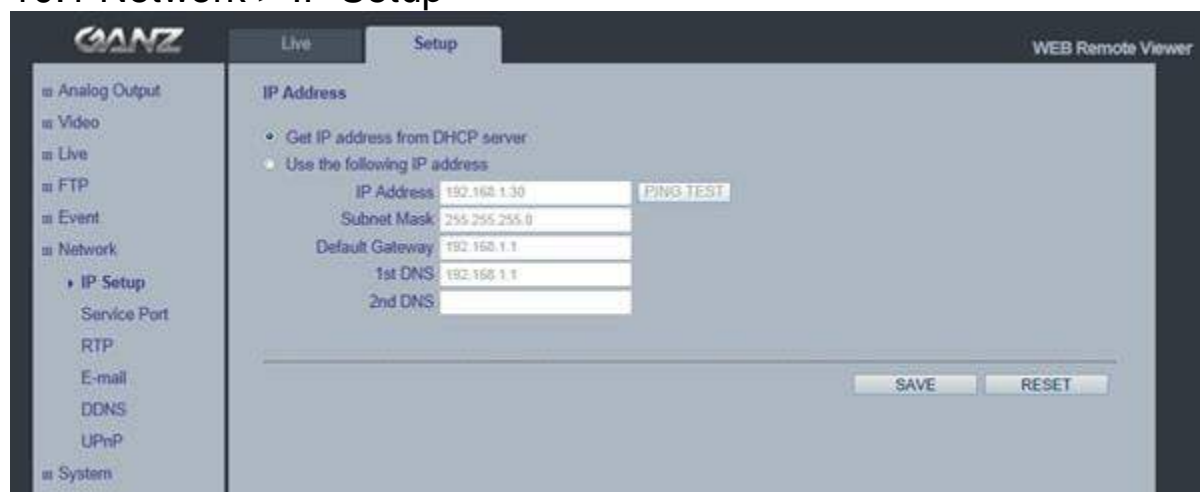 GANZ
Live
Setup
WEB Remote Viewer
Analog Output
Video
Live
FTP
Event
Network
IP Setup
Service Port
RTP
E-mail
DDNS
UPnP
System
IP Address
Get IP address from DHCP server
Use the following IP address
IP Address 192.168.1.30 PING TEST
Subnet Mask 255.255.255.0
Default Gateway 192.168.1.1
1st DNS 192.168.1.1
2nd DNS
SAVE RESET